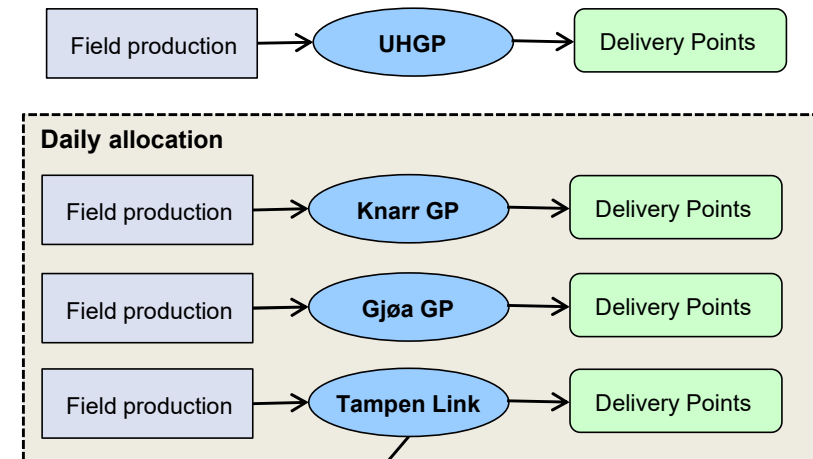 Field production UHGP Delivery Points
Daily allocation
Field production Knarr GP Delivery Points
Field production Gjøa GP Delivery Points
Field production Tampen Link Delivery Points